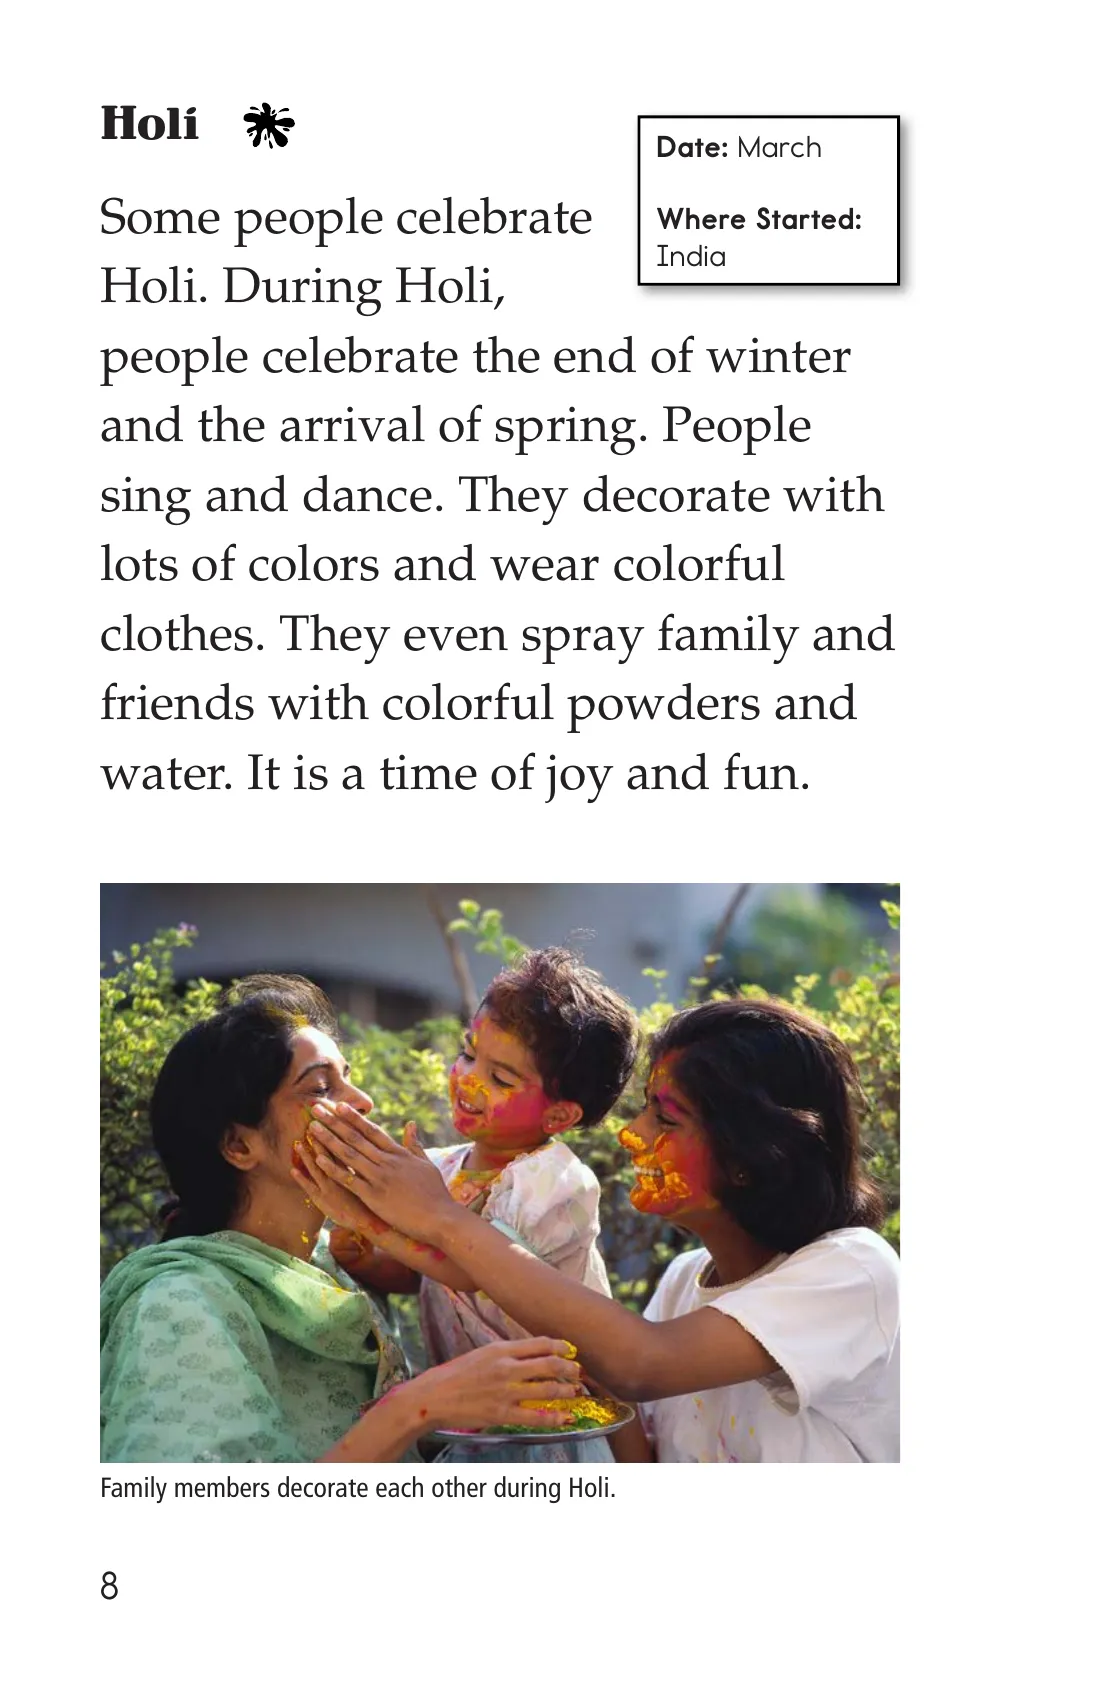 Holi
Date: March
Where Started:
India
Some people celebrate
Holi. During Holi,
people celebrate the end of winter
and the arrival of spring. People
sing and dance. They decorate with
lots of colors and wear colorful
clothes. They even spray family and
friends with colorful powders and
water. It is a time of joy and fun.
Family members decorate each other during Holi.
8